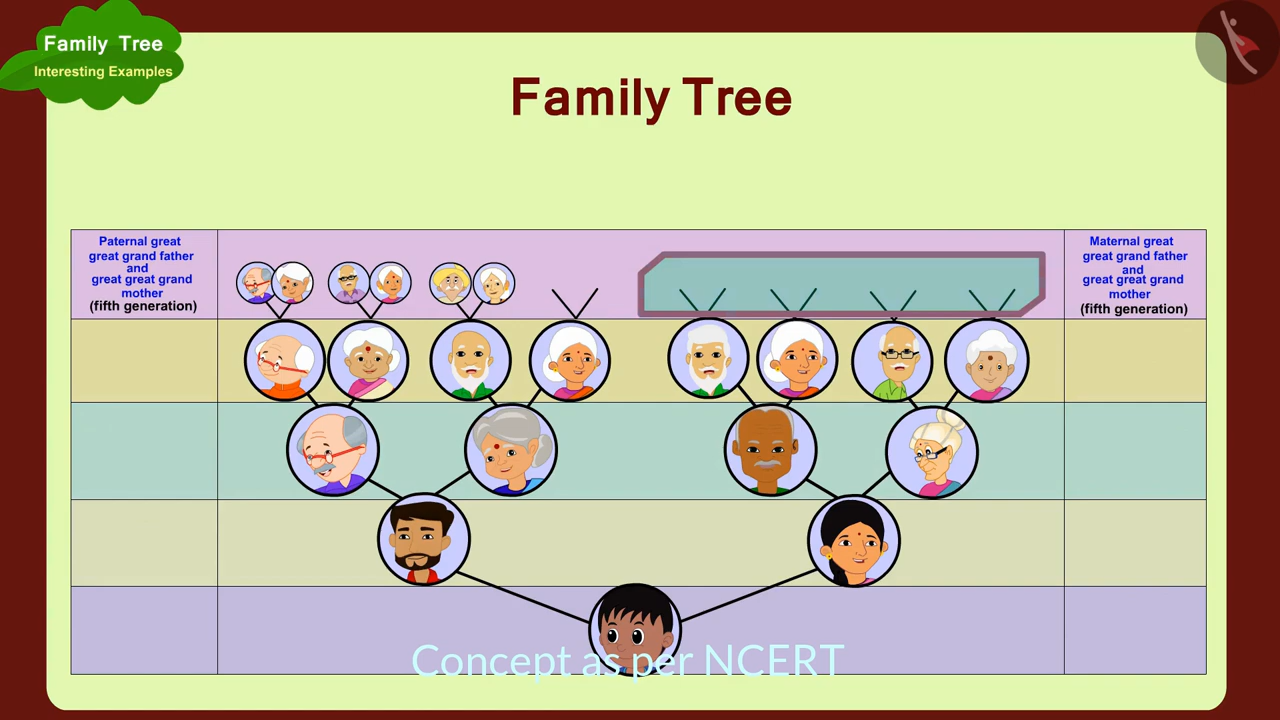 Family Tree
Interesting Examples
Family Tree
Paternal great
great grand father
and
great great grand
mother
(fifth generation)
Maternal great
great grand father
and
great great grand
mother
(fifth generation)
Concept as per NCERT